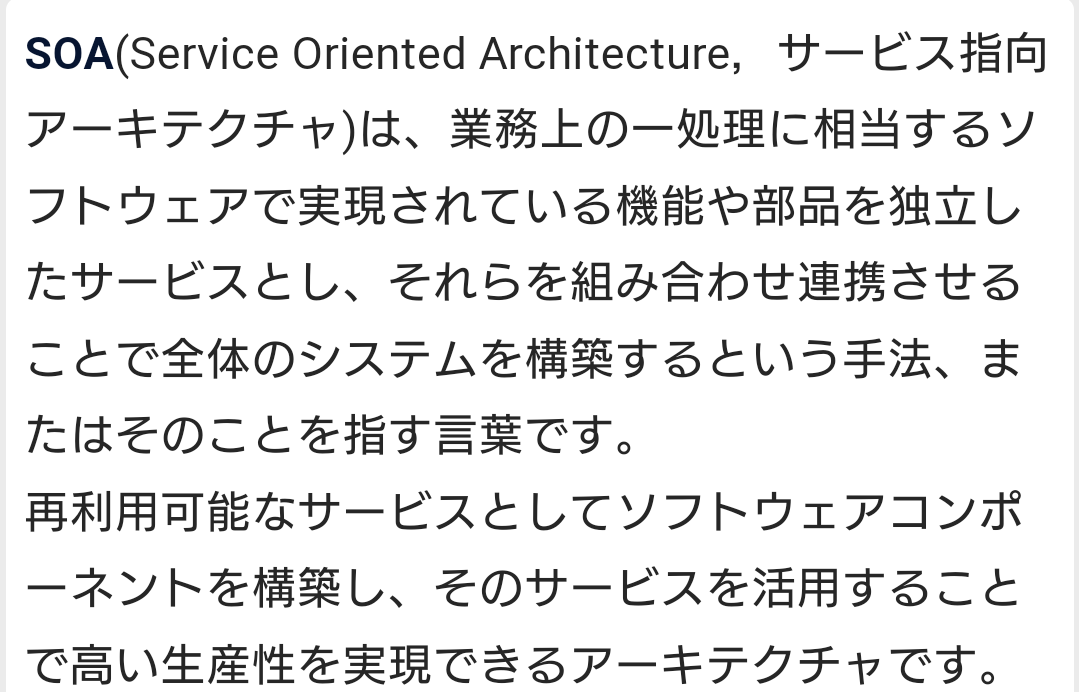 SOA(Service Oriented Architecture, サービス指向
アーキテクチャ)は、業務上の一処理に相当するソ
フトウェアで実現されている機能や部品を独立し
たサービスとし、それらを組み合わせ連携させる
ことで全体のシステムを構築するという手法、ま
たはそのことを指す言葉です。
再利用可能なサービスとしてソフトウェアコンポ
ーネントを構築し、そのサービスを活用すること
で高い生産性を実現できるアーキテクチャです。